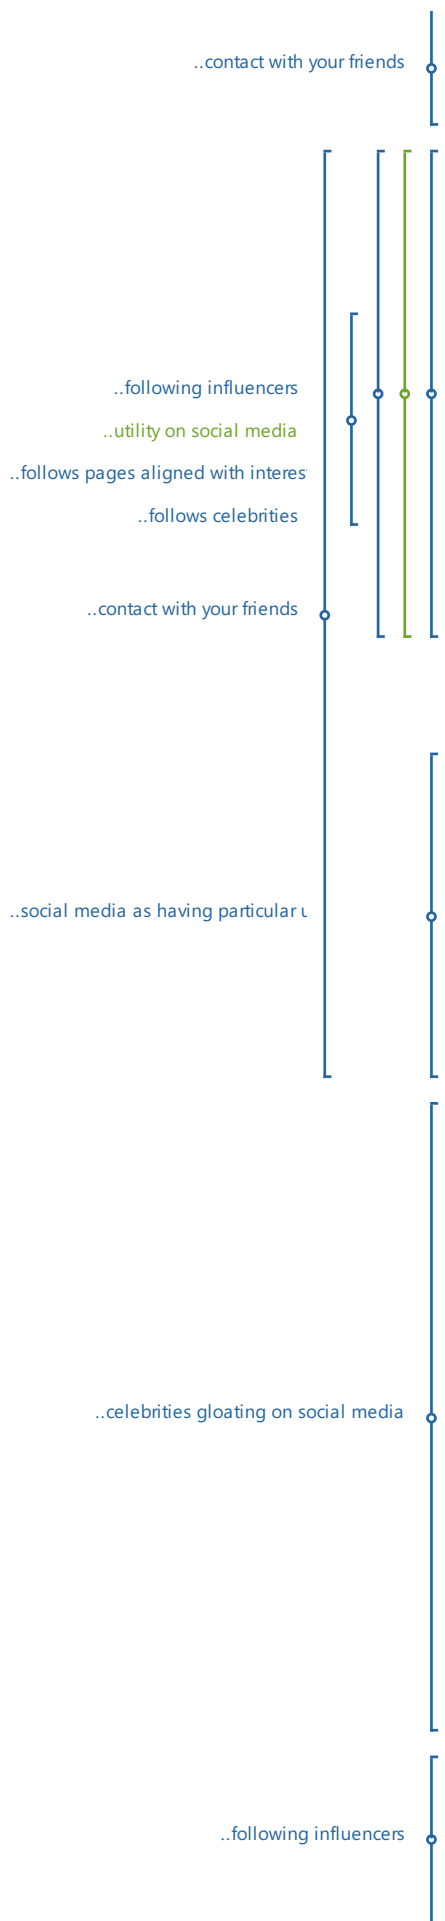 ..contact with your friends
..following influencers
..utility on social media
..follows pages aligned with interes
..follows celebrities
..contact with your friends
..social media as having particular
..celebrities gloating on social media
..following influencers